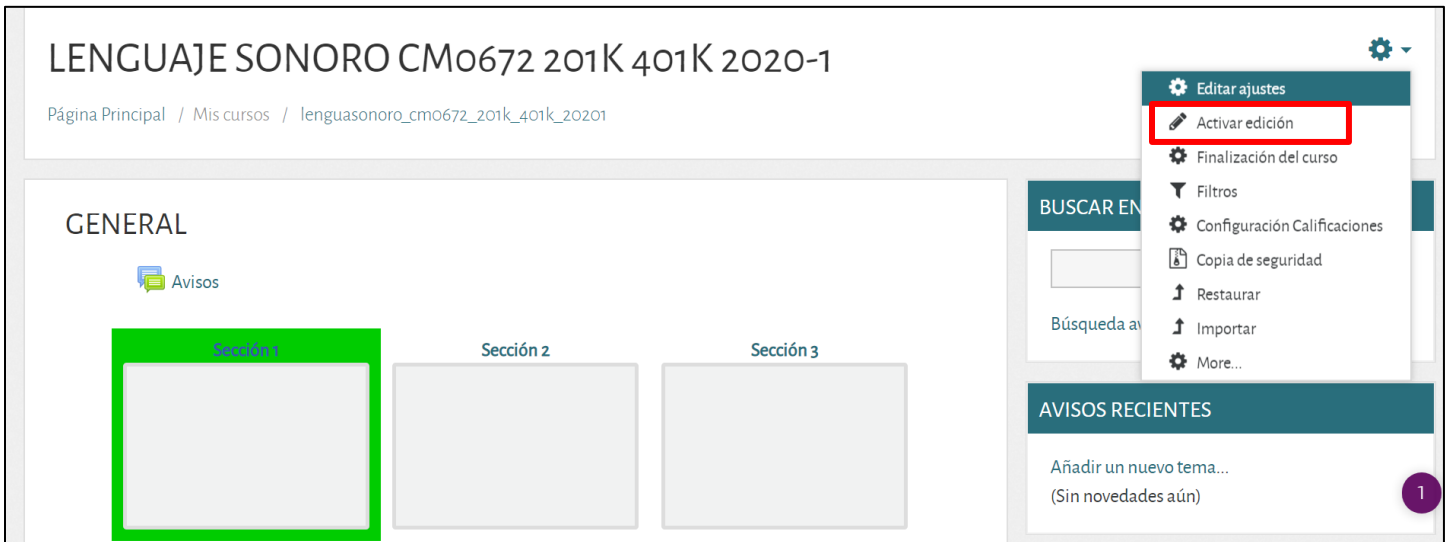 LENGUAJE SONORO CM0672 201K 401K 2020-1
Página Principal / Mis cursos / lenguasonoro_cm0672_201k_401k_20201
Editar ajustes
Activar edición
Finalización del curso
Filtros
Configuración Calificaciones
Copia de seguridad
Restaurar
Importar
More...
GENERAL
Avisos
Sección 1
Sección 2
Sección 3
BUSCAR EN
Búsqueda
AVISOS RECIENTES
Añadir un nuevo tema...
(Sin novedades aún)
1